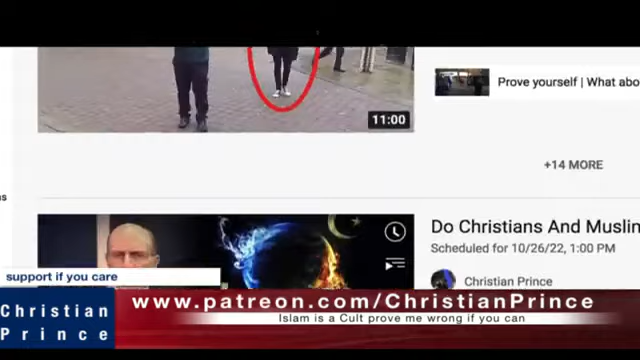 11:00
Prove yourself | What abo
+14 MORE
Do Christians And Muslin
Scheduled for 10/26/22, 1:00 PM
Christian Prince
support if you care
Christian
Prince
www.patreon.com/ChristianPrince
Islam is a Cult prove me wrong if you can